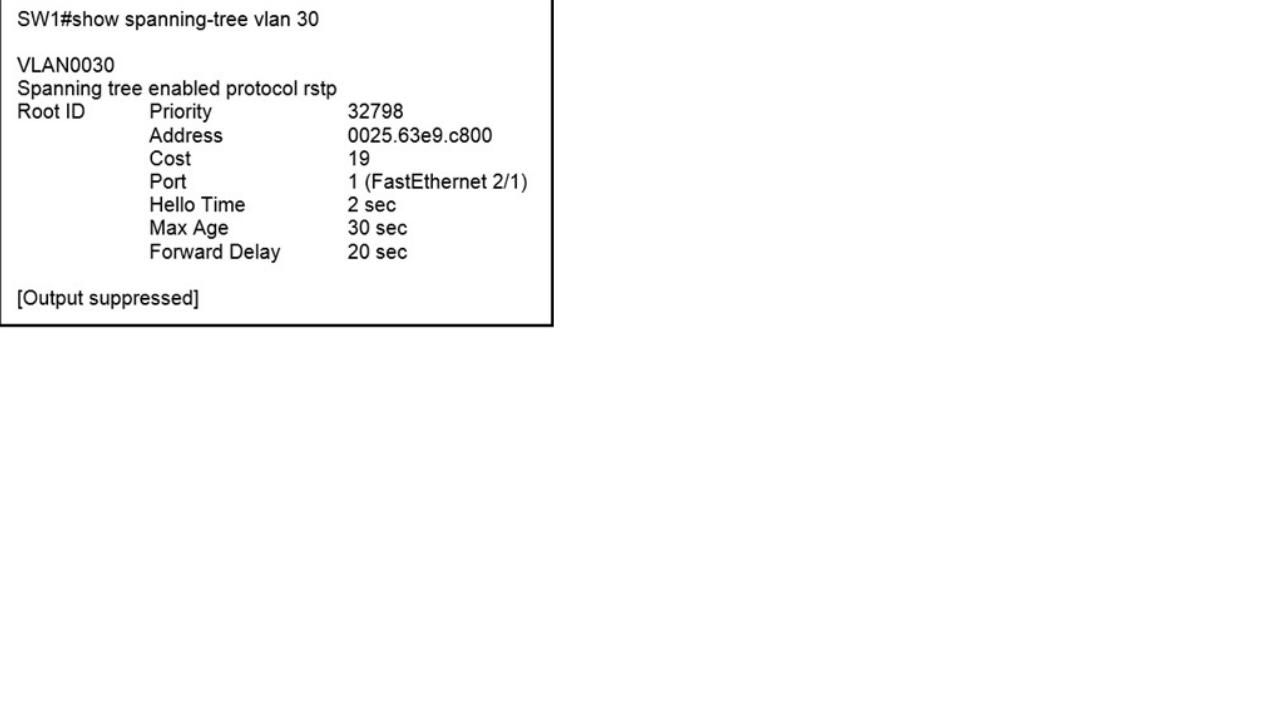 SW1#show spanning-tree vlan 30
VLAN0030
Spanning tree enabled protocol rstp
Root ID Priority 32798
Address 0025.63e9.c800
Cost 19
Port 1 (FastEthernet 2/1)
Hello Time 2 sec
Max Age 30 sec
Forward Delay 20 sec
[Output suppressed]